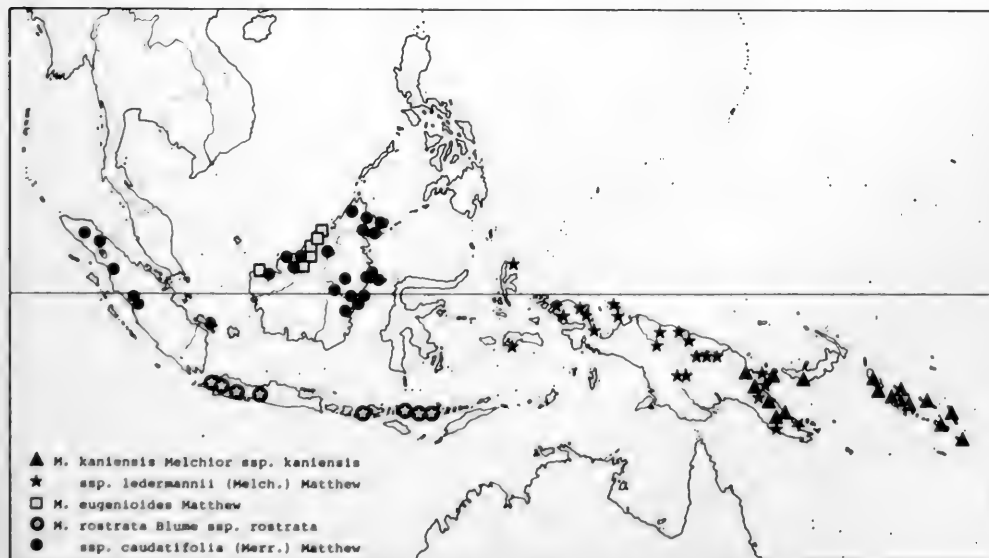 M. kaniensis Melchior ssp. kaniensis
ssp. ledermannii (Melch.) Matthew
M. eugenioides Matthew
M. rostrata Blume ssp. rostrata
ssp. caudatifolia (Merr.) Matthew